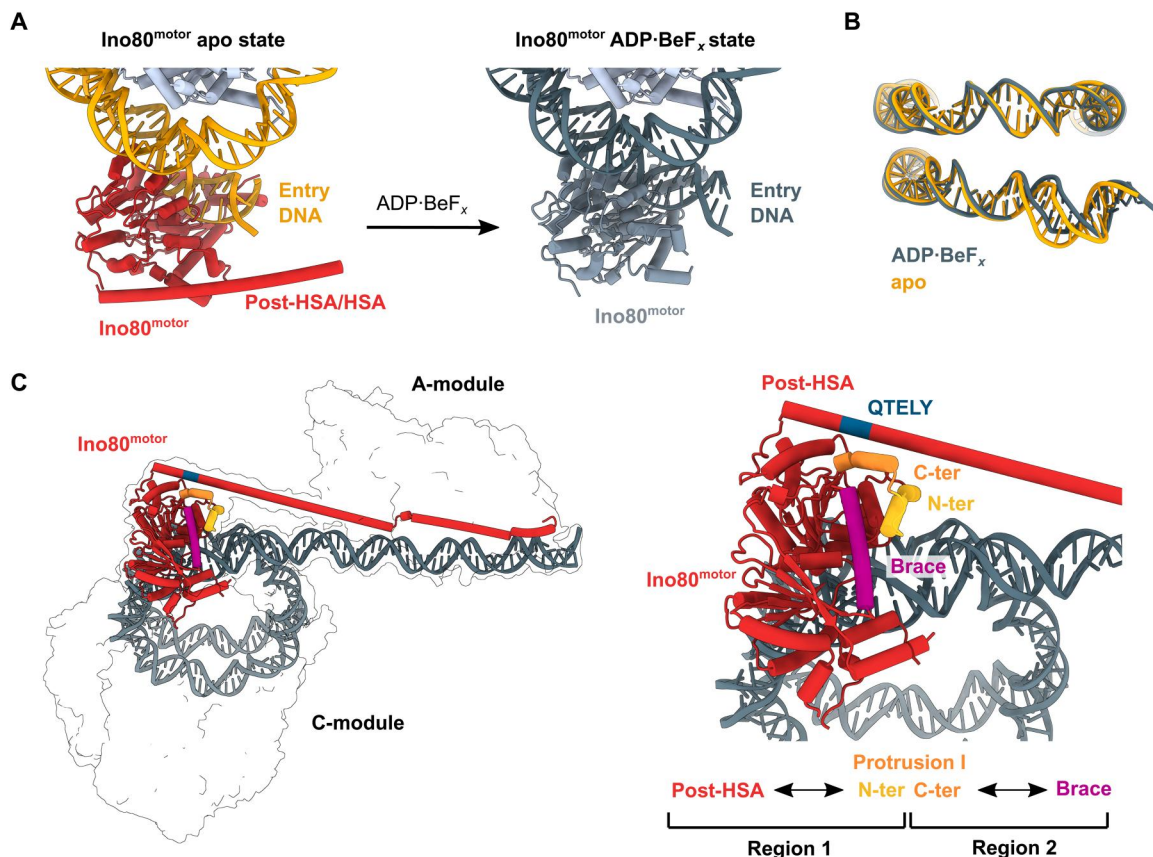 A
Ino80motor apo state
Ino80motor ADP·BeFx state
Entry
DNA
ADP·BeFx
Entry
DNA
Post-HSA/HSA
Ino80motor
Ino80motor
B
ADP·BeFx
apo
C
A-module
Ino80motor
C-module
Post-HSA
QTELY
C-ter
N-ter
Brace
Ino80motor
Protrusion I
Post-HSA N-ter C-ter Brace
Region 1 Region 2